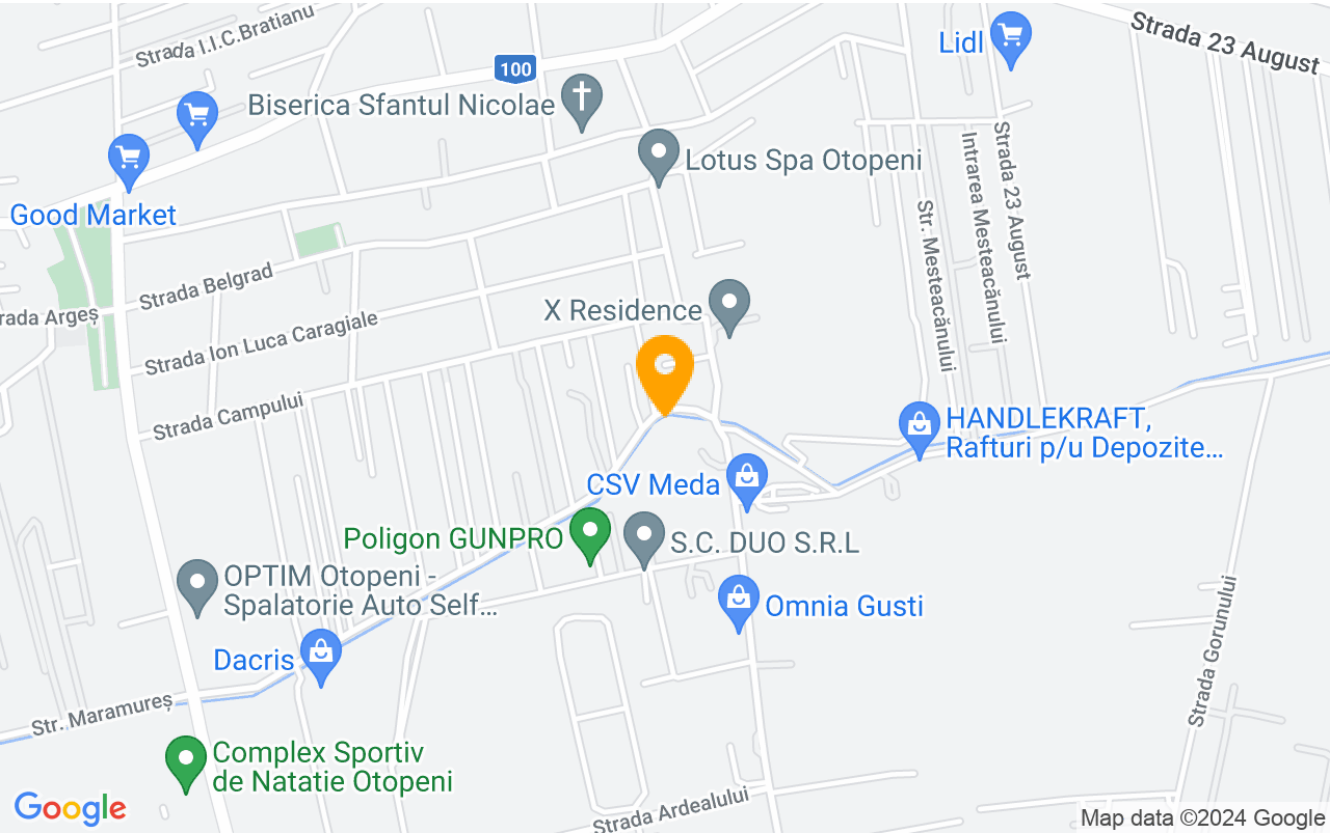 Strada I.I.C.Bratianu
Strada 23 August
Lidl
100
Biserica Sfantul Nicolae
Lotus Spa Otopeni
Good Market
Strada 23 August
Intrarea Mesteacănului
Str. Mesteacănului
Strada Belgrad
rada Argeș
X Residence
Strada Ion Luca Caragiale
Strada Campului
HANDLEKRAFT,
Rafturi p/u Depozite...
CSV Meda
Poligon GUNPRO
S.C. DUO S.R.L
OPTIM Otopeni -
Spalatorie Auto Self...
Omnia Gusti
Dacris
Strada Gorunului
Str. Maramureș
Complex Sportiv
de Natatie Otopeni
Strada Ardealului
Google
Map data ©2024 Google